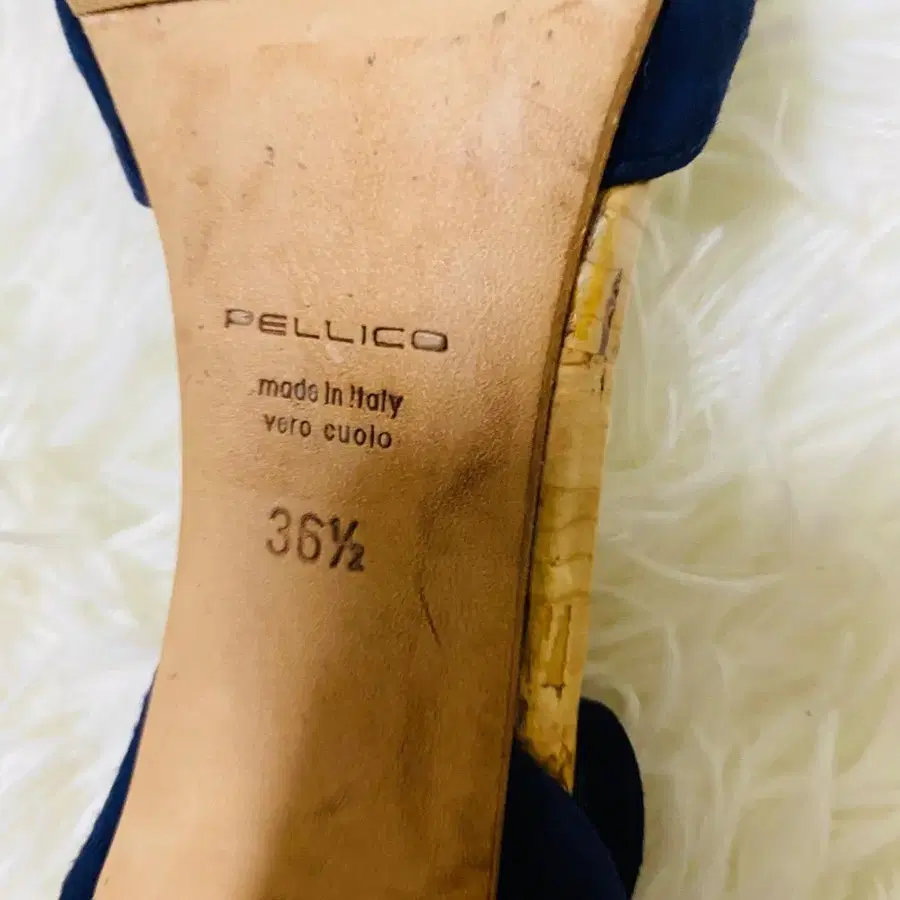 PELLICO
made in Italy
vero cuoio
36½